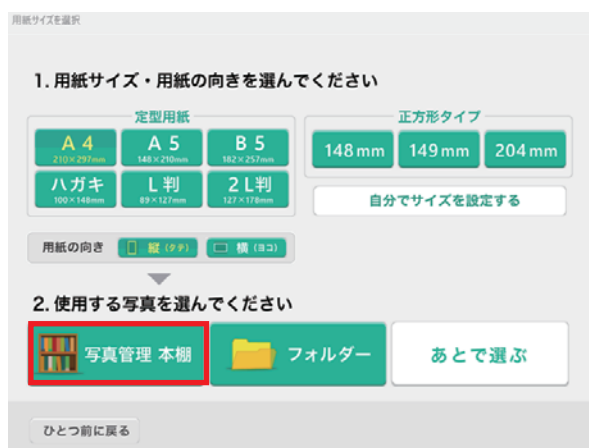 用紙サイズを選択
1. 用紙サイズ・用紙の向きを選んでください
定型用紙
正方形タイプ
A 4
210×297mm
A 5
148×210mm
B 5
182×257mm
148mm
149mm
204mm
ハガキ
100×148mm
L判
89×127mm
2L判
127×178mm
自分でサイズを設定する
用紙の向き
縦(タテ)
横(ヨコ)
2. 使用する写真を選んでください
写真管理 本棚
フォルダー
あとで選ぶ
ひとつ前に戻る